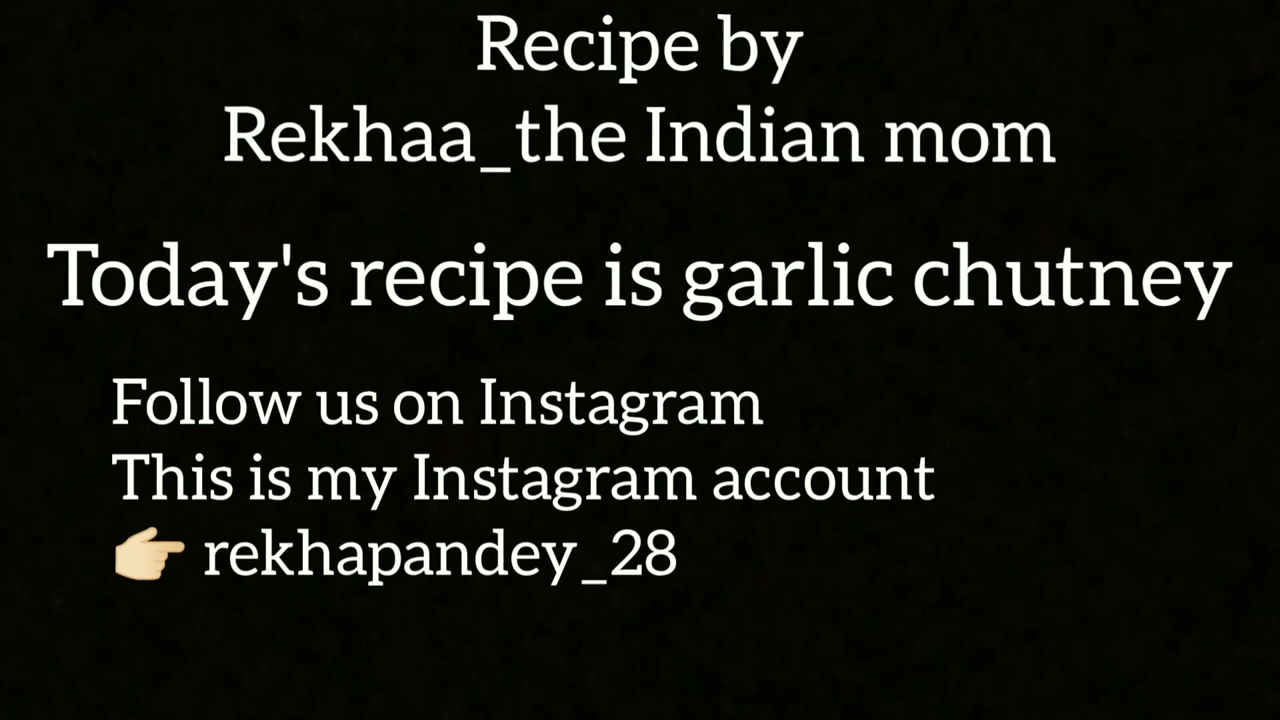 Recipe by
Rekhaa_the Indian mom
Today's recipe is garlic chutney
Follow us on Instagram
This is my Instagram account
👉🏼 rekhapandey_28